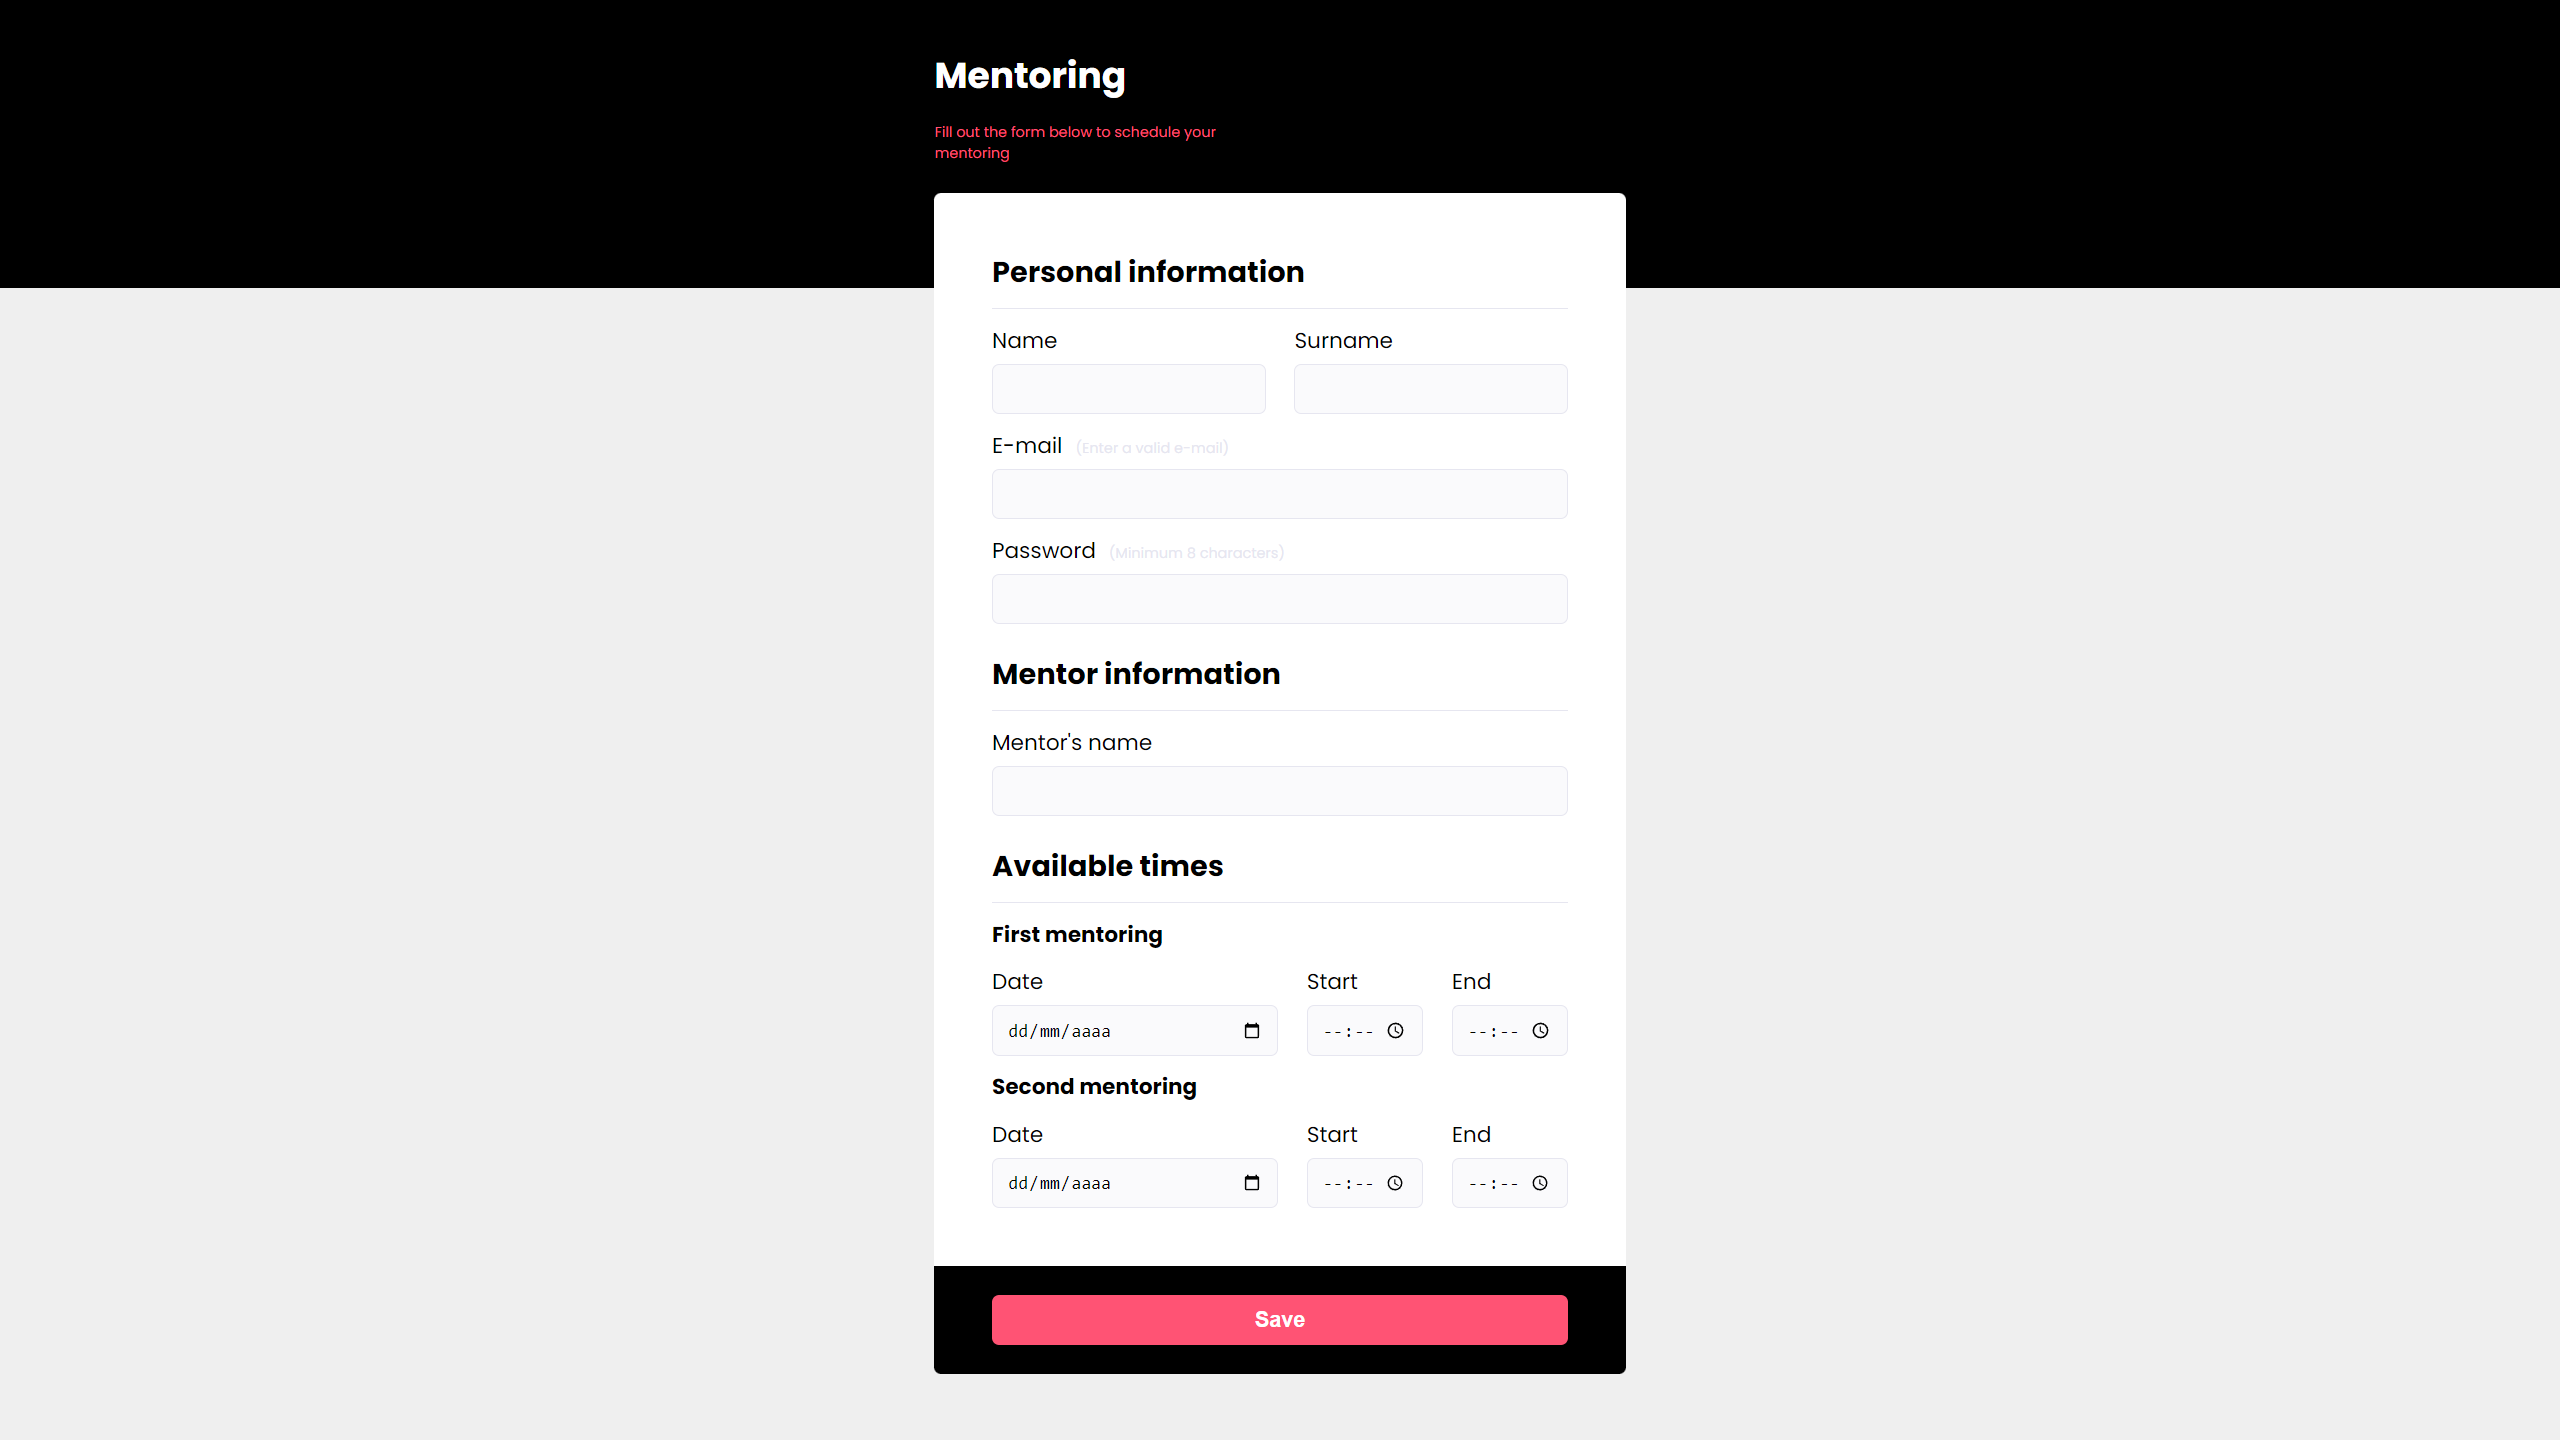 Mentoring
Fill out the form below to schedule your
mentoring
Personal information
Name Surname
E-mail (Enter a valid e-mail)
Password (Minimum 8 characters)
Mentor information
Mentor's name
Available times
First mentoring
Date Start End
dd/mm/aaaa --:-- --:--
Second mentoring
Date Start End
dd/mm/aaaa --:-- --:--
Save